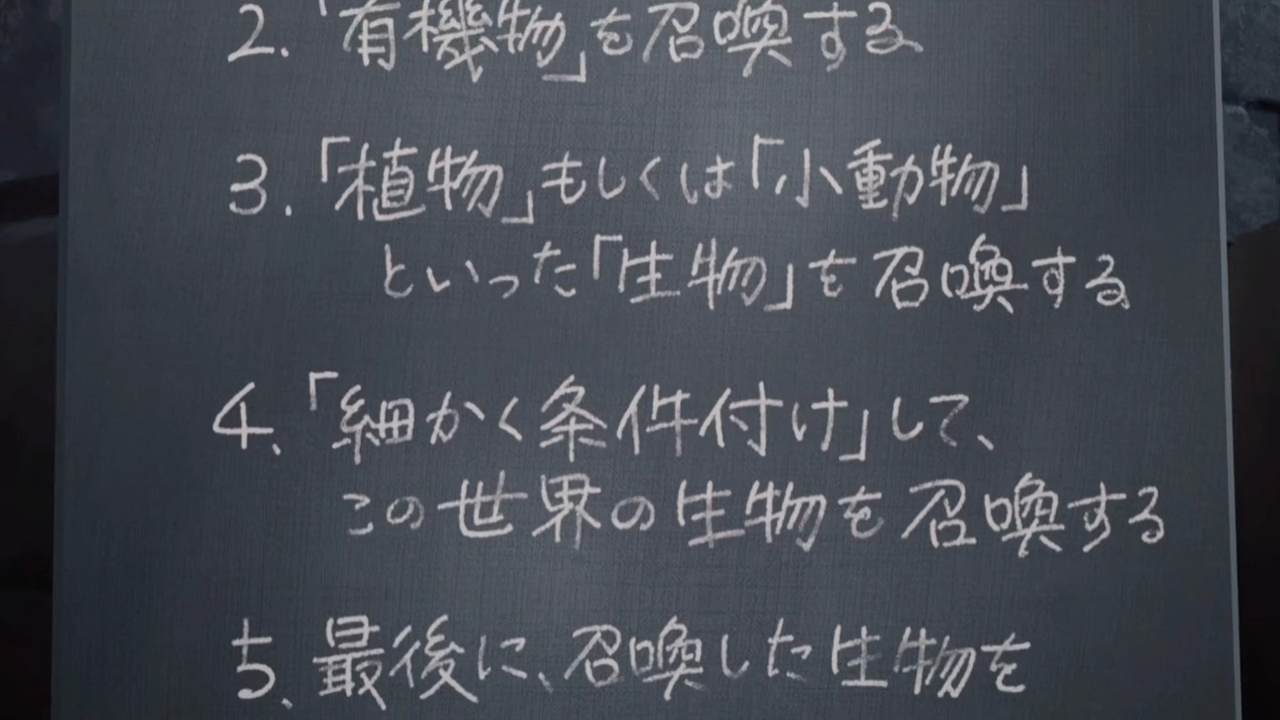 2.「有機物」を召喚する
3.「植物」もしくは「小動物」
といった「生物」を召喚する
4、「細かく条件付け」して、
この世界の生物を召喚する
5、最後に、召喚した生物を